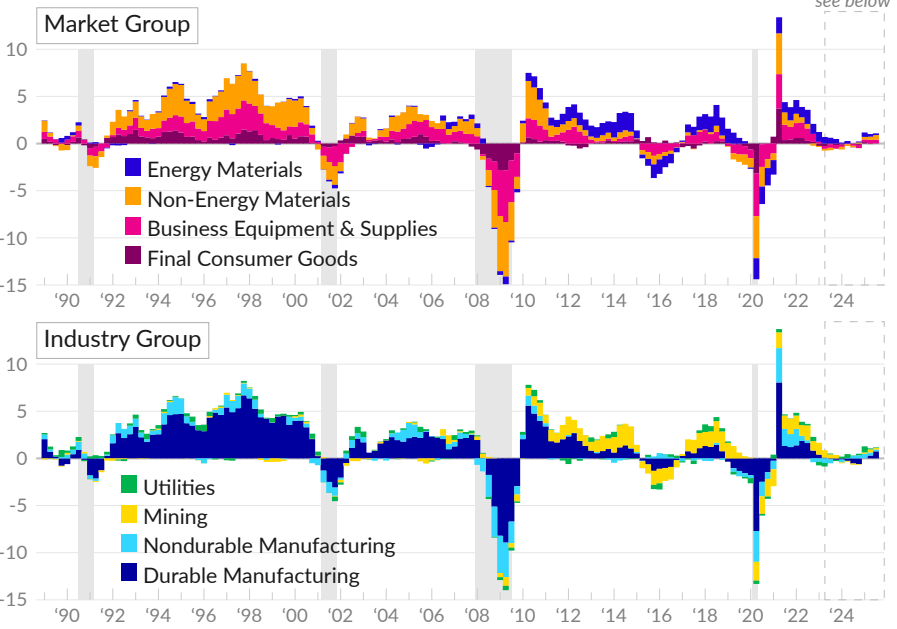 see below
Market Group
10
5
0
-5
-10
-15
Energy Materials
Non-Energy Materials
Business Equipment & Supplies
Final Consumer Goods
‘90 ‘92 ‘94 ‘96 ‘98 ‘00 ‘02 ‘04 ‘06 ‘08 ‘10 ‘12 ‘14 ‘16 ‘18 ‘20 ‘22 ‘24
Industry Group
10
5
0
-5
-10
-15
Utilities
Mining
Nondurable Manufacturing
Durable Manufacturing
‘90 ‘92 ‘94 ‘96 ‘98 ‘00 ‘02 ‘04 ‘06 ‘08 ‘10 ‘12 ‘14 ‘16 ‘18 ‘20 ‘22 ‘24